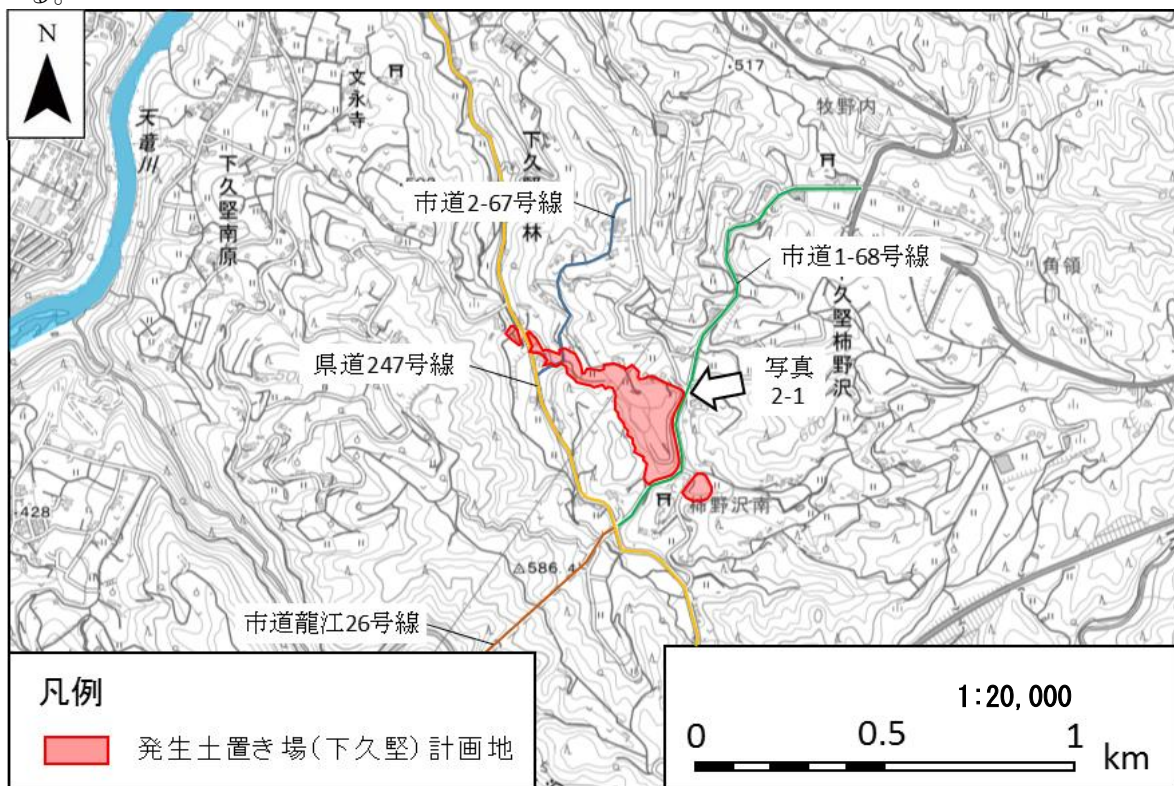 る。
N
天竜川
下久堅南原
文永寺
市道2-67号線
林
・517
牧野内
市道1-68号線
角領
久堅柿野沢
県道247号線
写真
2-1
柿野沢南
・428
△586.4
市道龍江26号線
凡例
発生土置き場(下久堅)計画地
1:20,000
0 0.5 1 km